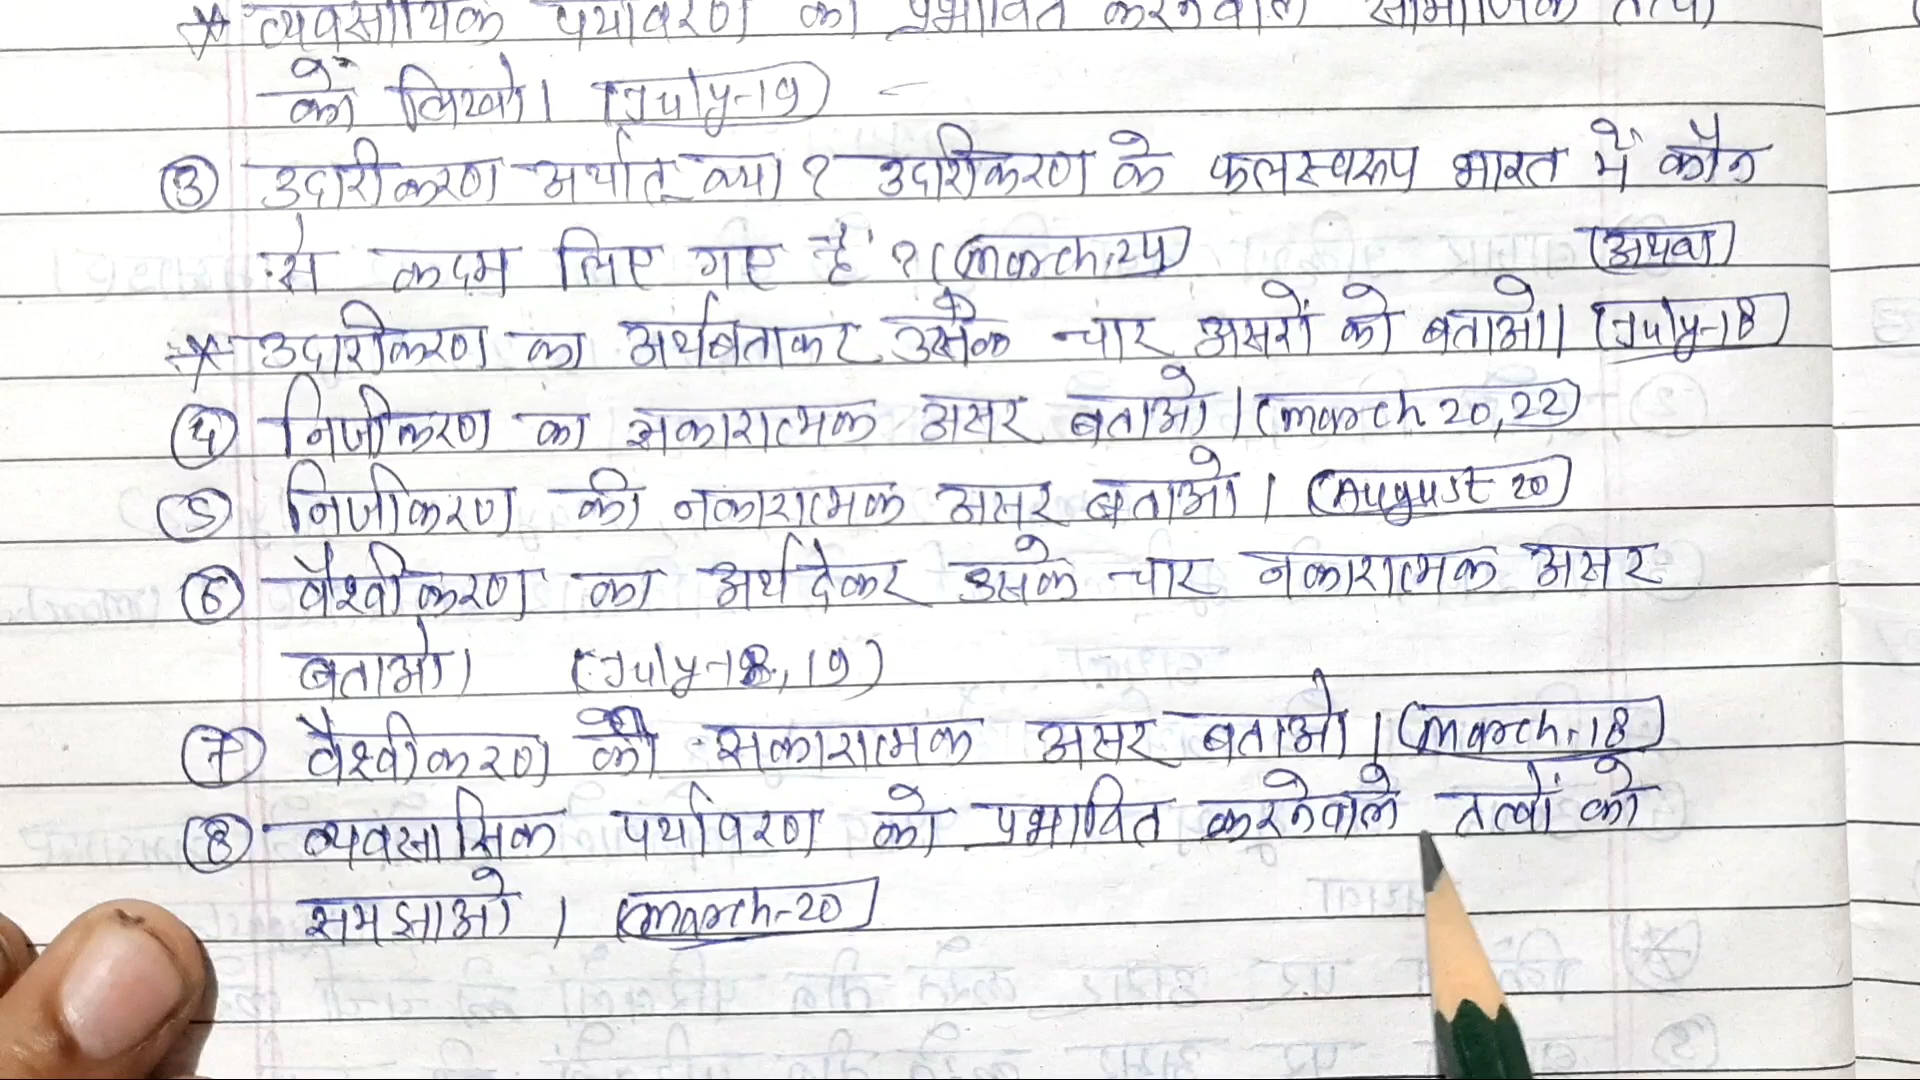 * व्यवसायिक पर्यावरण को प्रभावित करनेवाले सामाजिक तत्वों
को लिखो। (July-19)
③ उदारीकरण अर्थात् क्या ? उदारीकरण के फलस्वरूप भारत में कौन
से कदम लिए गए हैं ? (March-24) (अथवा)
* उदारीकरण का अर्थ बताकर उसके चार असरों को बताओ। (July-18)
④ निजीकरण का सकारात्मक असर बताओ। (March 20, 22)
⑤ निजीकरण की नकारात्मक असर बताओ। (August 20)
⑥ वैश्वीकरण का अर्थ देकर उसके चार नकारात्मक असर
बताओ। (July-18, 19)
⑦ वैश्वीकरण की सकारात्मक असर बताओ। (March-18)
⑧ व्यवसासिक पर्यावरण को प्रभावित करनेवाले तत्वों को
समझाओ। (March-20)